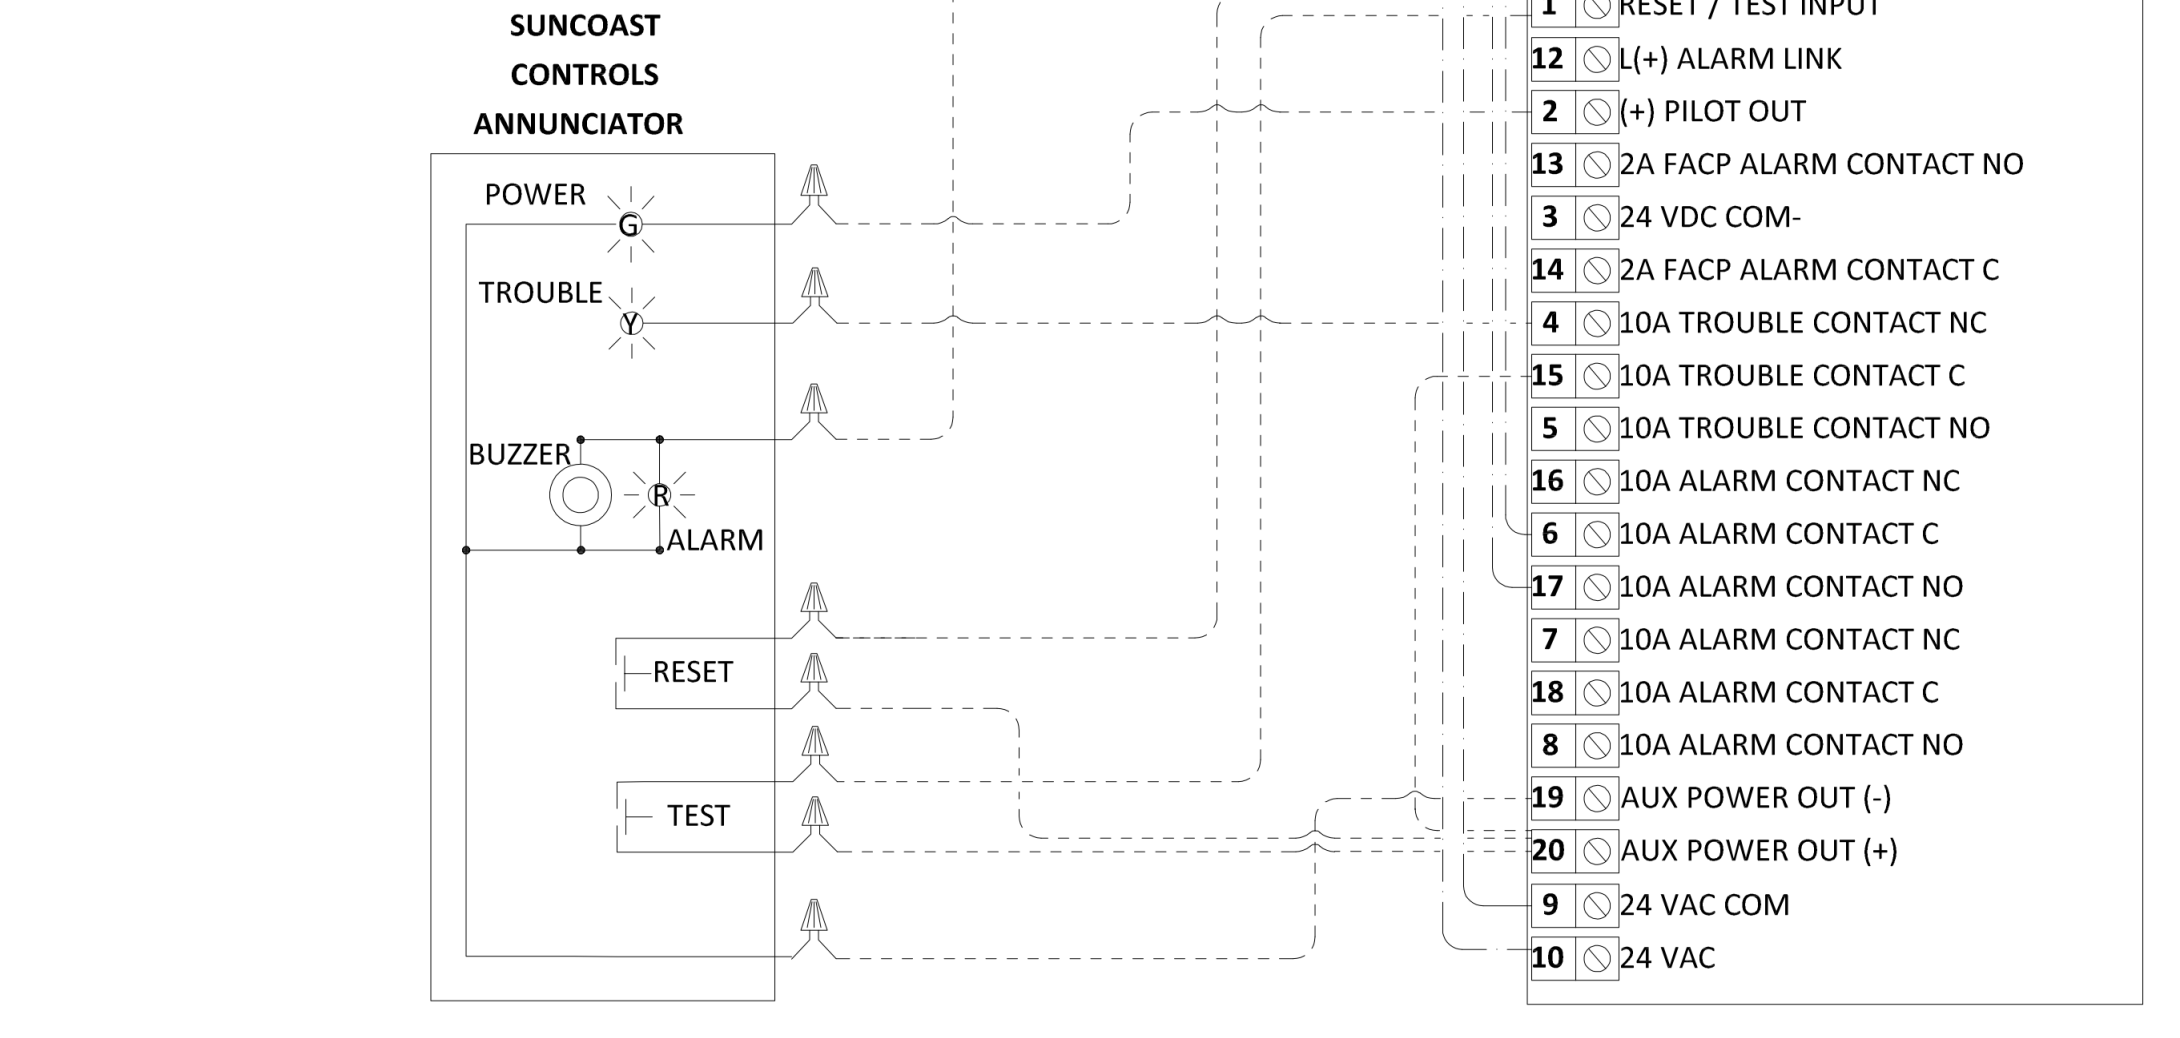 SUNCOAST
CONTROLS
ANNUNCIATOR
POWER
G
TROUBLE
Y
BUZZER
R
ALARM
RESET
TEST
1 RESET / TEST INPUT
12 L(+) ALARM LINK
2 (+) PILOT OUT
13 2A FACP ALARM CONTACT NO
3 24 VDC COM-
14 2A FACP ALARM CONTACT C
4 10A TROUBLE CONTACT NC
15 10A TROUBLE CONTACT C
5 10A TROUBLE CONTACT NO
16 10A ALARM CONTACT NC
6 10A ALARM CONTACT C
17 10A ALARM CONTACT NO
7 10A ALARM CONTACT NC
18 10A ALARM CONTACT C
8 10A ALARM CONTACT NO
19 AUX POWER OUT (-)
20 AUX POWER OUT (+)
9 24 VAC COM
10 24 VAC